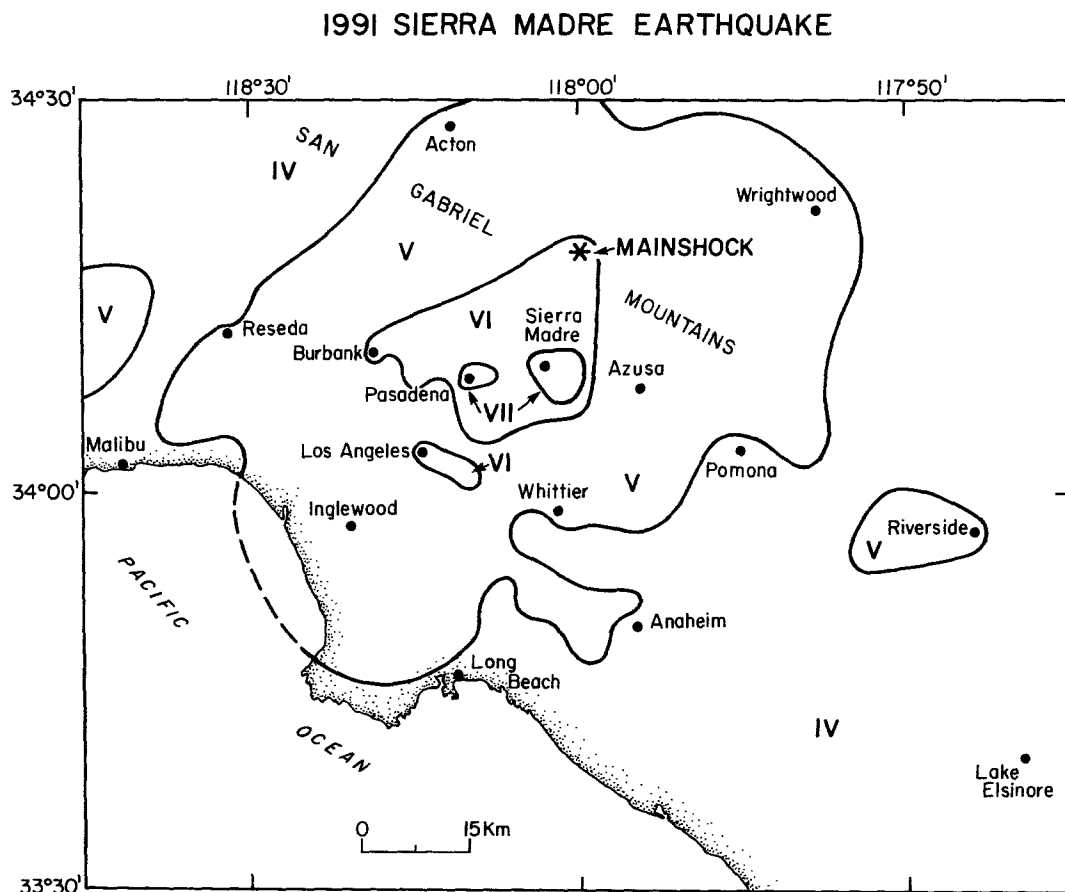 1991 SIERRA MADRE EARTHQUAKE
118°30' 118°00' 117°50'
34°30'
SAN
Acton
IV
GABRIEL
Wrightwood
V
MAINSHOCK
MOUNTAINS
V
VI
Sierra
Madre
Reseda
Burbank
Azusa
Pasadena
VII
Malibu
Los Angeles
VI
Pomona
V
34°00'
Whittier
Inglewood
Riverside
V
PACIFIC
Anaheim
Long
Beach
OCEAN
IV
Lake
Elsinore
0 15Km
33°30'